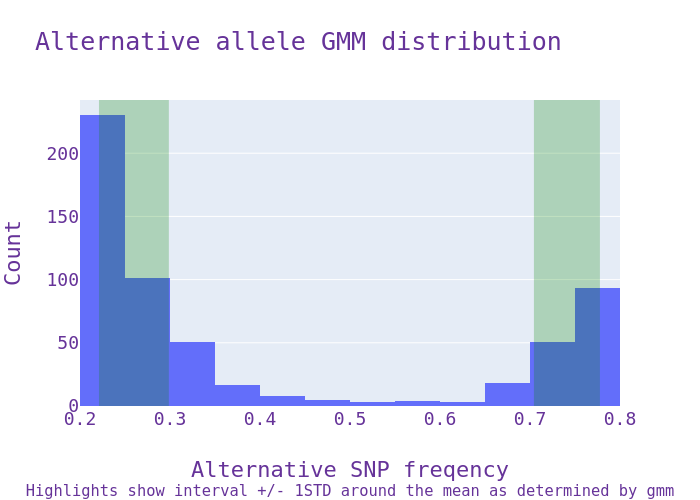 Alternative allele GMM distribution
Count
200
150
100
50
0
0.2 0.3 0.4 0.5 0.6 0.7 0.8
Alternative SNP freqency
Highlights show interval +/- 1STD around the mean as determined by gmm